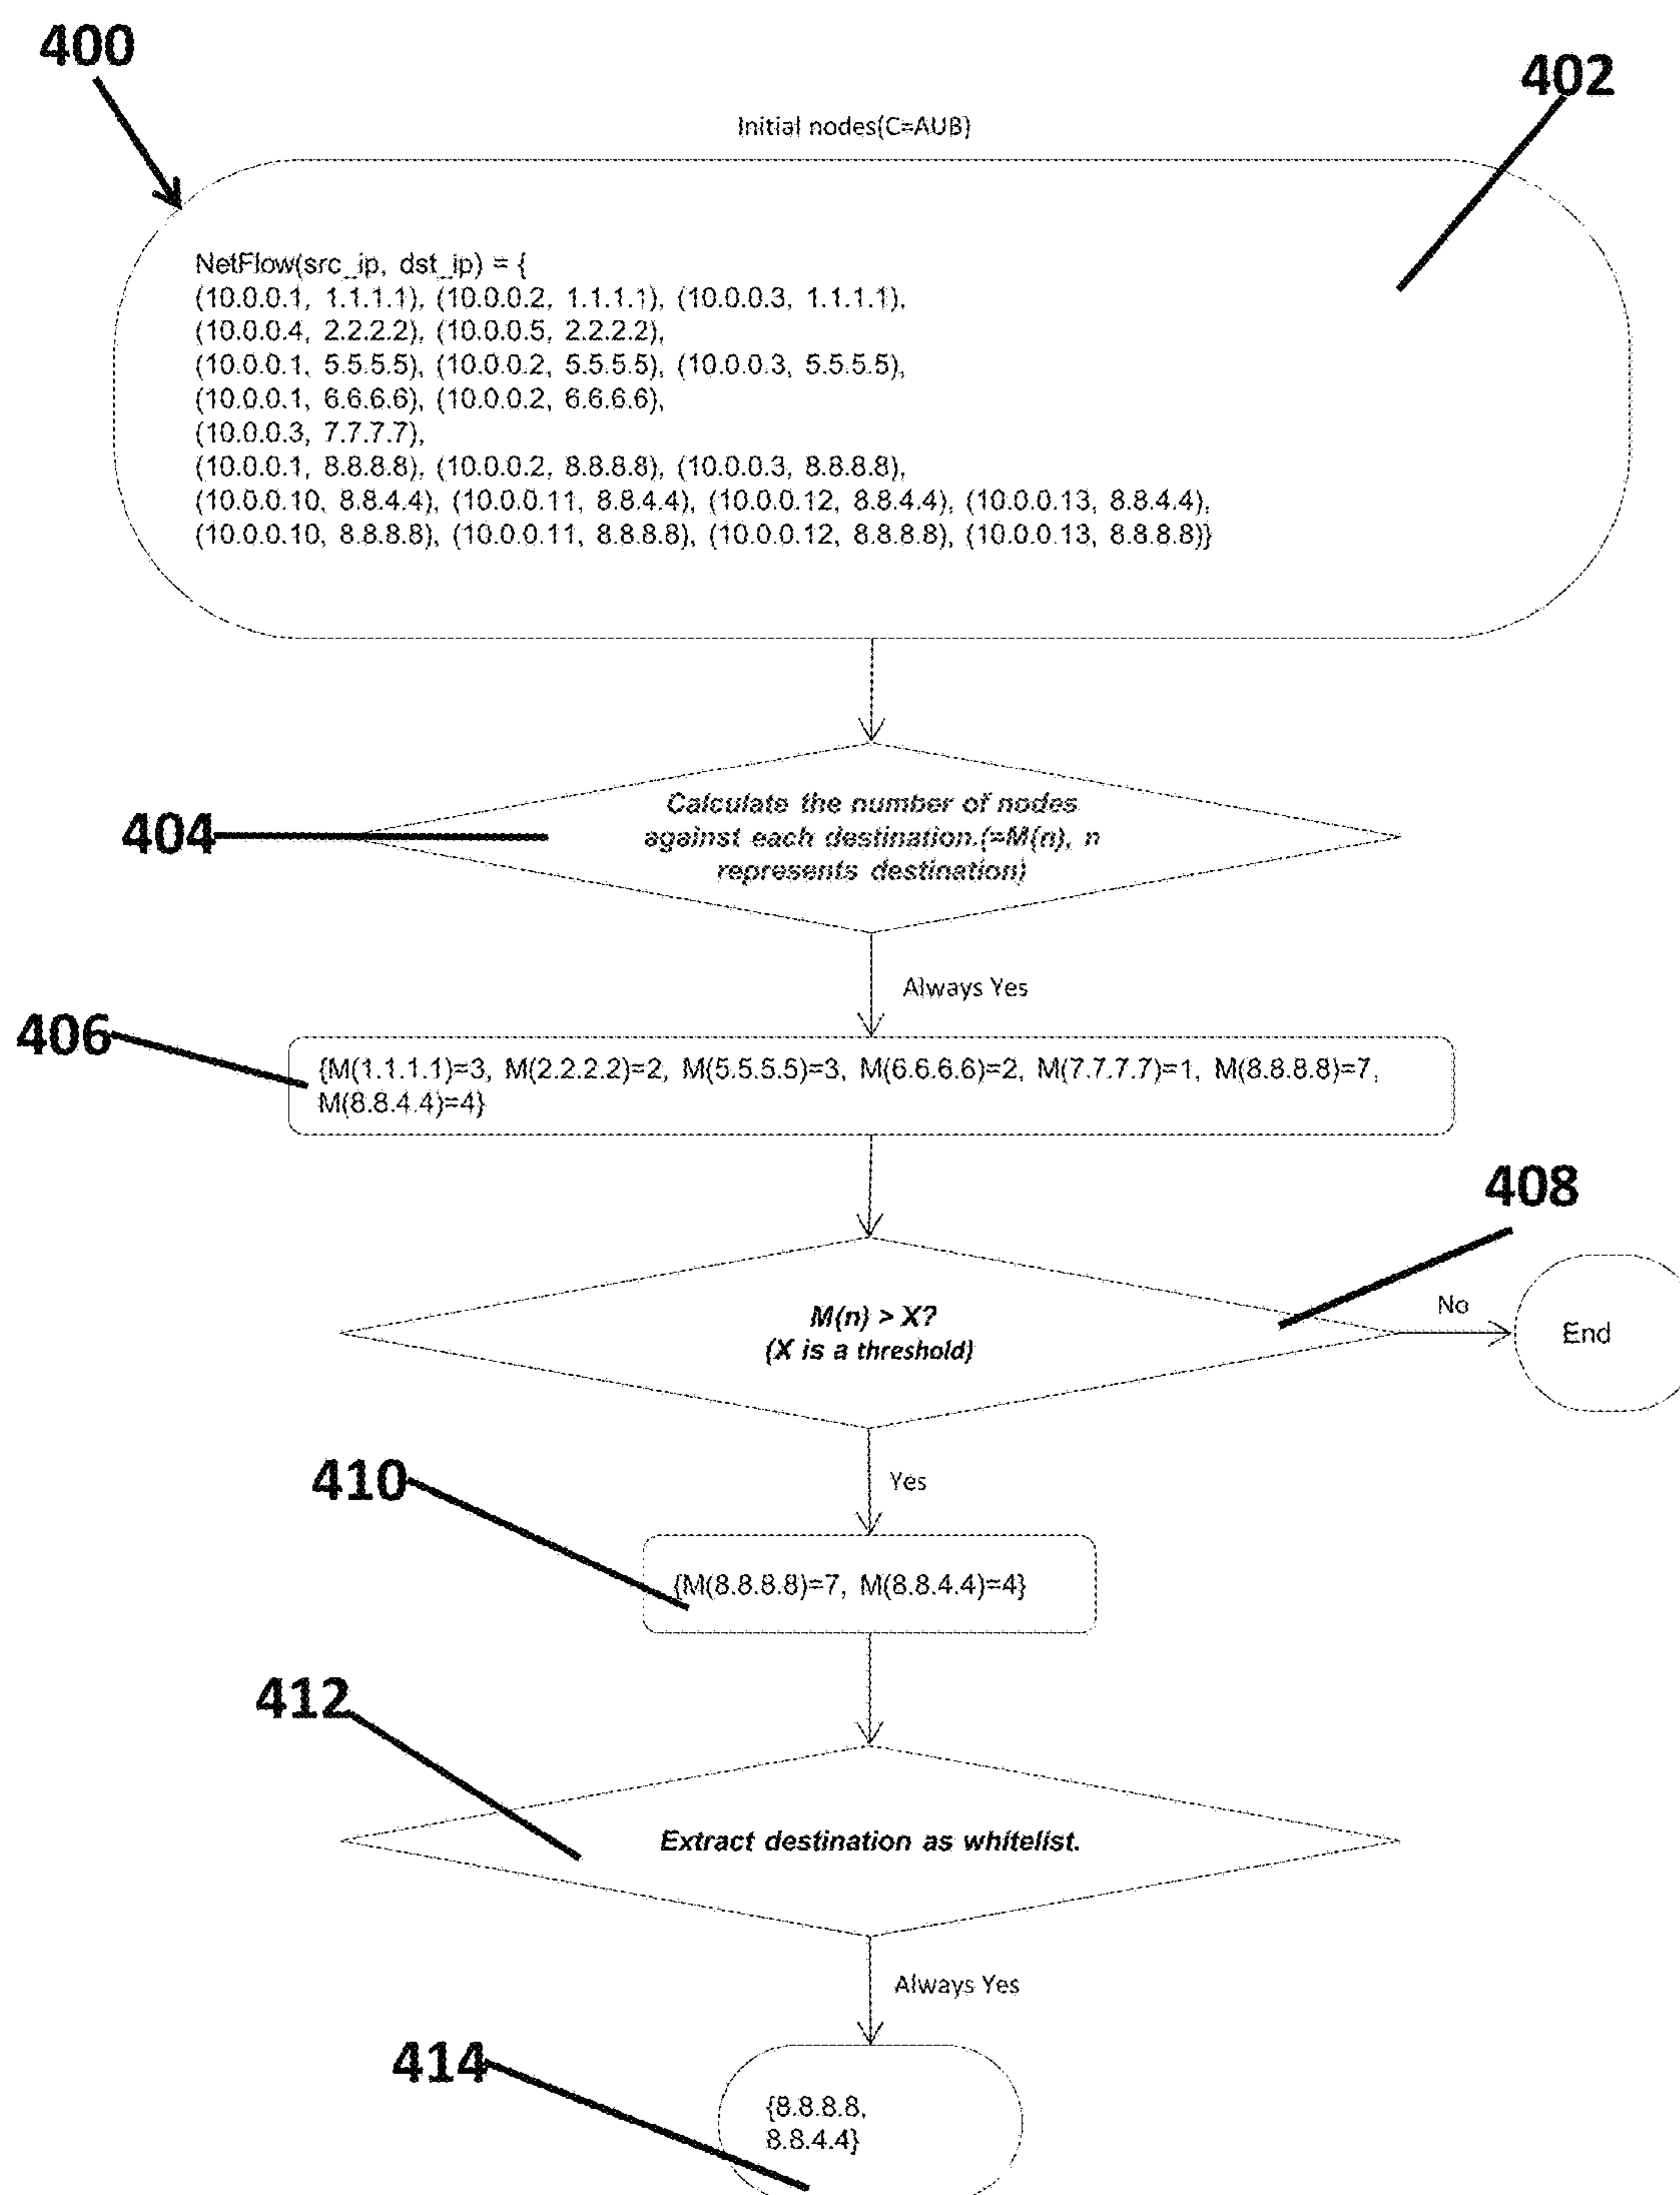 400
402
Initial nodes(C=AUB)
NetFlow(src_ip, dst_ip) = {
(10.0.0.1, 1.1.1.1), (10.0.0.2, 1.1.1.1), (10.0.0.3, 1.1.1.1),
(10.0.0.4, 2.2.2.2), (10.0.0.5, 2.2.2.2),
(10.0.0.1, 5.5.5.5), (10.0.0.2, 5.5.5.5), (10.0.0.3, 5.5.5.5),
(10.0.0.1, 6.6.6.6), (10.0.0.2, 6.6.6.6),
(10.0.0.3, 7.7.7.7),
(10.0.0.1, 8.8.8.8), (10.0.0.2, 8.8.8.8), (10.0.0.3, 8.8.8.8),
(10.0.0.10, 8.8.4.4), (10.0.0.11, 8.8.4.4), (10.0.0.12, 8.8.4.4), (10.0.0.13, 8.8.4.4),
(10.0.0.10, 8.8.8.8), (10.0.0.11, 8.8.8.8), (10.0.0.12, 8.8.8.8), (10.0.0.13, 8.8.8.8)}
404
Calculate the number of nodes
against each destination.(=M(n), n
represents destination)
Always Yes
406
{M(1.1.1.1)=3, M(2.2.2.2)=2, M(5.5.5.5)=3, M(6.6.6.6)=2, M(7.7.7.7)=1, M(8.8.8.8)=7,
M(8.8.4.4)=4}
408
M(n) > X?
(X is a threshold)
No
End
Yes
410
{M(8.8.8.8)=7, M(8.8.4.4)=4}
412
Extract destination as whitelist.
Always Yes
414
{8.8.8.8,
8.8.4.4}